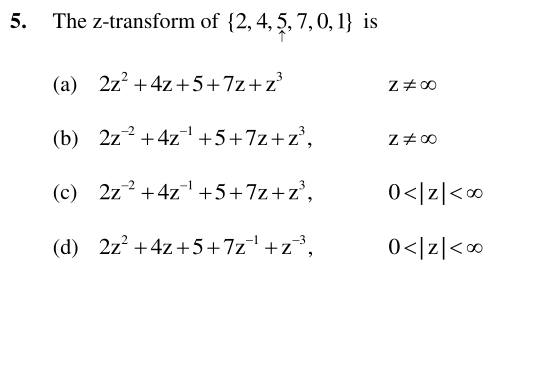 5. The z-transform of {2, 4, 5, 7, 0, 1} is
↑
(a) 2z² + 4z + 5 + 7z + z³ z ≠ ∞
(b) 2z⁻² + 4z⁻¹ + 5 + 7z + z³, z ≠ ∞
(c) 2z⁻² + 4z⁻¹ + 5 + 7z + z³, 0 < | z | < ∞
(d) 2z² + 4z + 5 + 7z⁻¹ + z⁻³, 0 < | z | < ∞